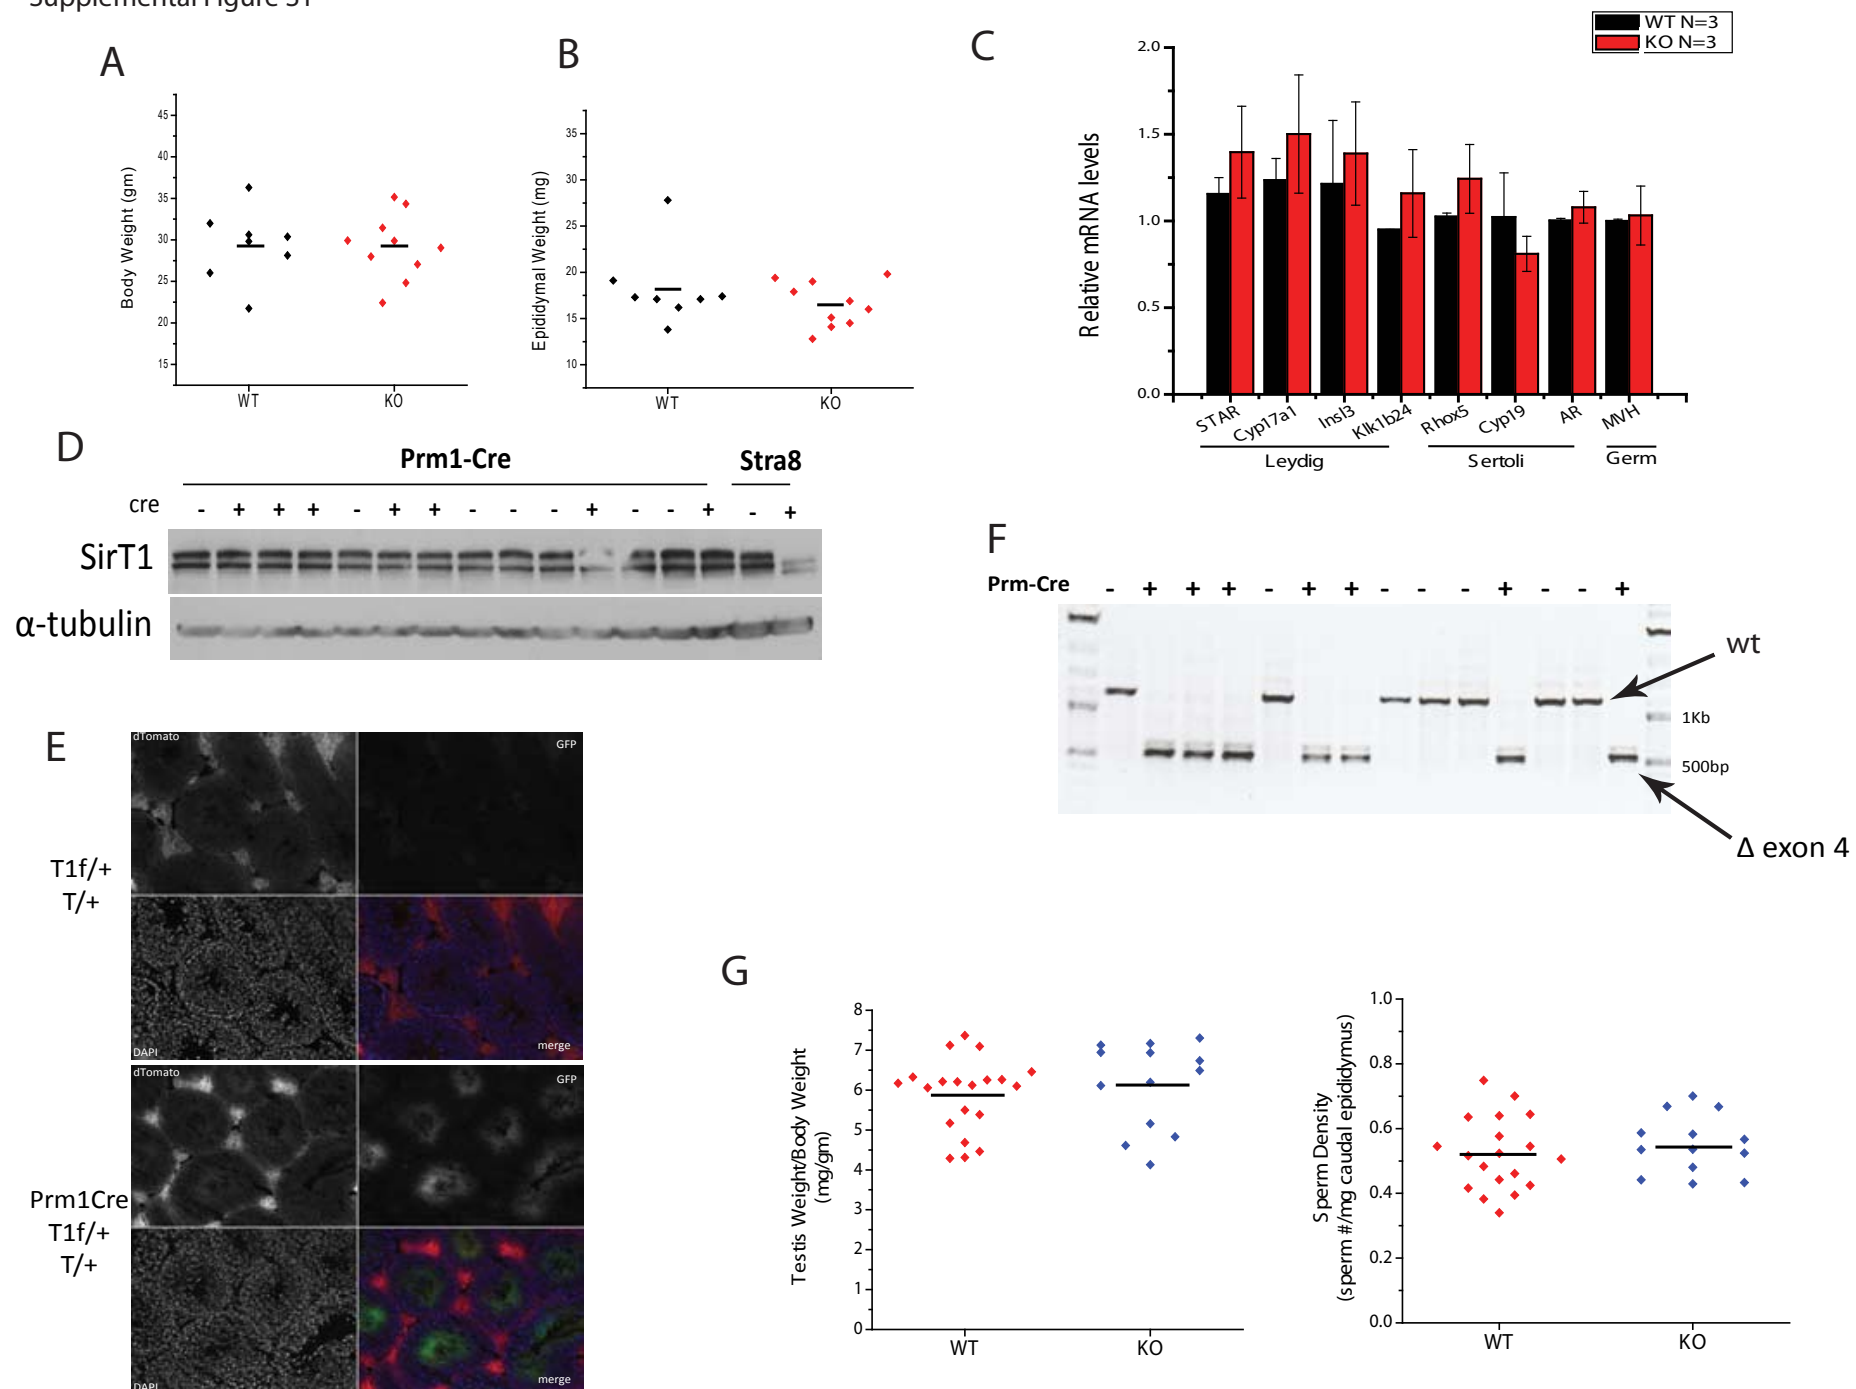 Supplemental Figure S1
A
Body Weight (gm)
45
40
35
30
25
20
15
WT
KO
B
Epididymal Weight (mg)
35
30
25
20
15
10
WT
KO
C
WT N=3
KO N=3
Relative mRNA levels
2.0
1.5
1.0
0.5
0.0
STAR
Cyp17a1
Insl3
Klk1b24
Rhox5
Cyp19
AR
MVH
Leydig
Sertoli
Germ
D
Prm1-Cre
Stra8
cre - + + + - + + - - - + - - + - +
SirT1
α-tubulin
E
T1f/+
T/+
dTomato
GFP
DAPI
merge
Prm1Cre
T1f/+
T/+
dTomato
GFP
DAPI
merge
F
Prm-Cre - + + + - + + - - - + - - +
wt
1Kb
500bp
Δ exon 4
G
Testis Weight/Body Weight
(mg/gm)
8
7
6
5
4
3
2
1
0
WT
KO
Sperm Density
(sperm #/mg caudal epididymus)
1.0
0.8
0.6
0.4
0.2
0.0
WT
KO